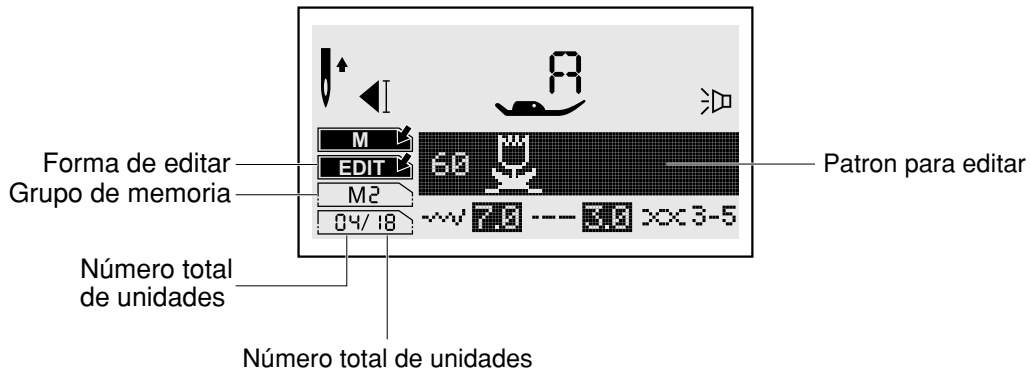 A
M
Forma de editar
EDIT
60
Patron para editar
Grupo de memoria
M2
04/18
7.0
3.0
3-5
Número total
de unidades
Número total de unidades